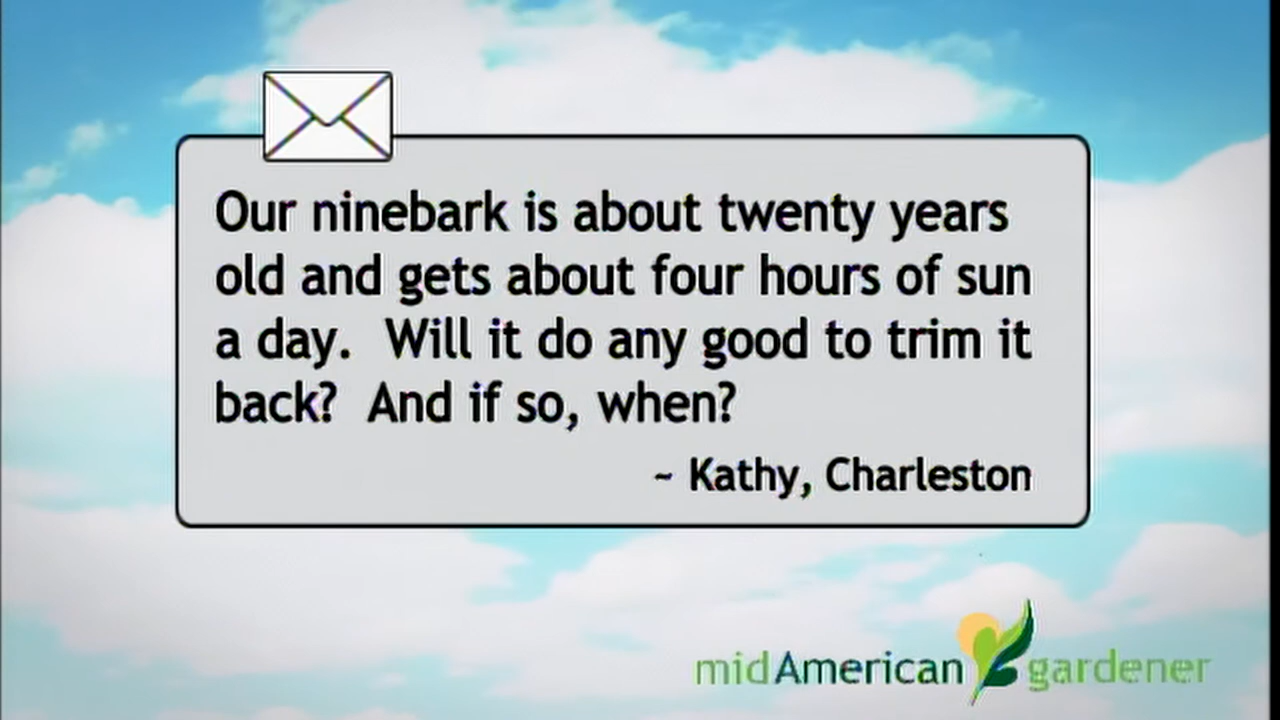 Our ninebark is about twenty years
old and gets about four hours of sun
a day.  Will it do any good to trim it
back?  And if so, when?
~ Kathy, Charleston
midAmerican gardener